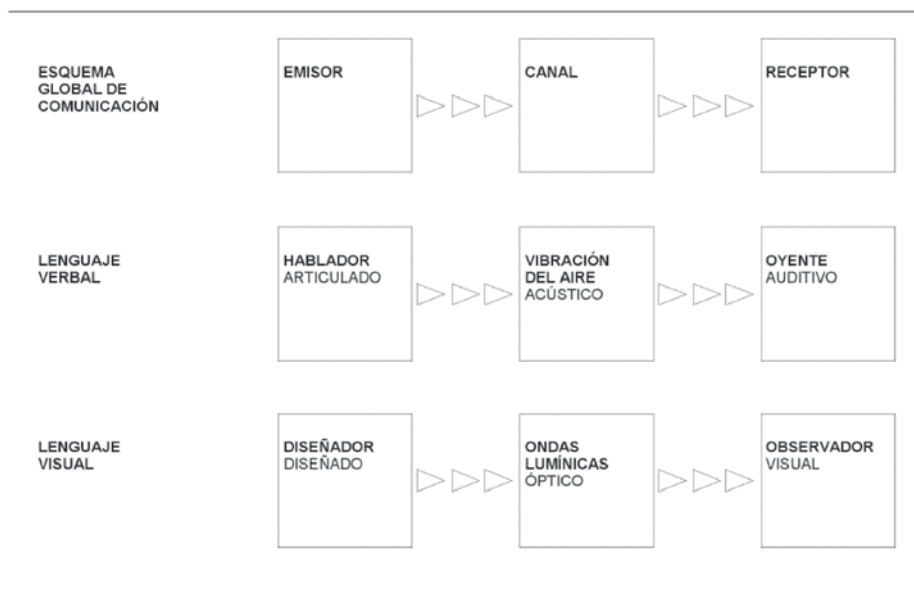 ESQUEMA
GLOBAL DE
COMUNICACIÓN
EMISOR
CANAL
RECEPTOR
LENGUAJE
VERBAL
HABLADOR
ARTICULADO
VIBRACIÓN
DEL AIRE
ACÚSTICO
OYENTE
AUDITIVO
LENGUAJE
VISUAL
DISEÑADOR
DISEÑADO
ONDAS
LUMÍNICAS
ÓPTICO
OBSERVADOR
VISUAL